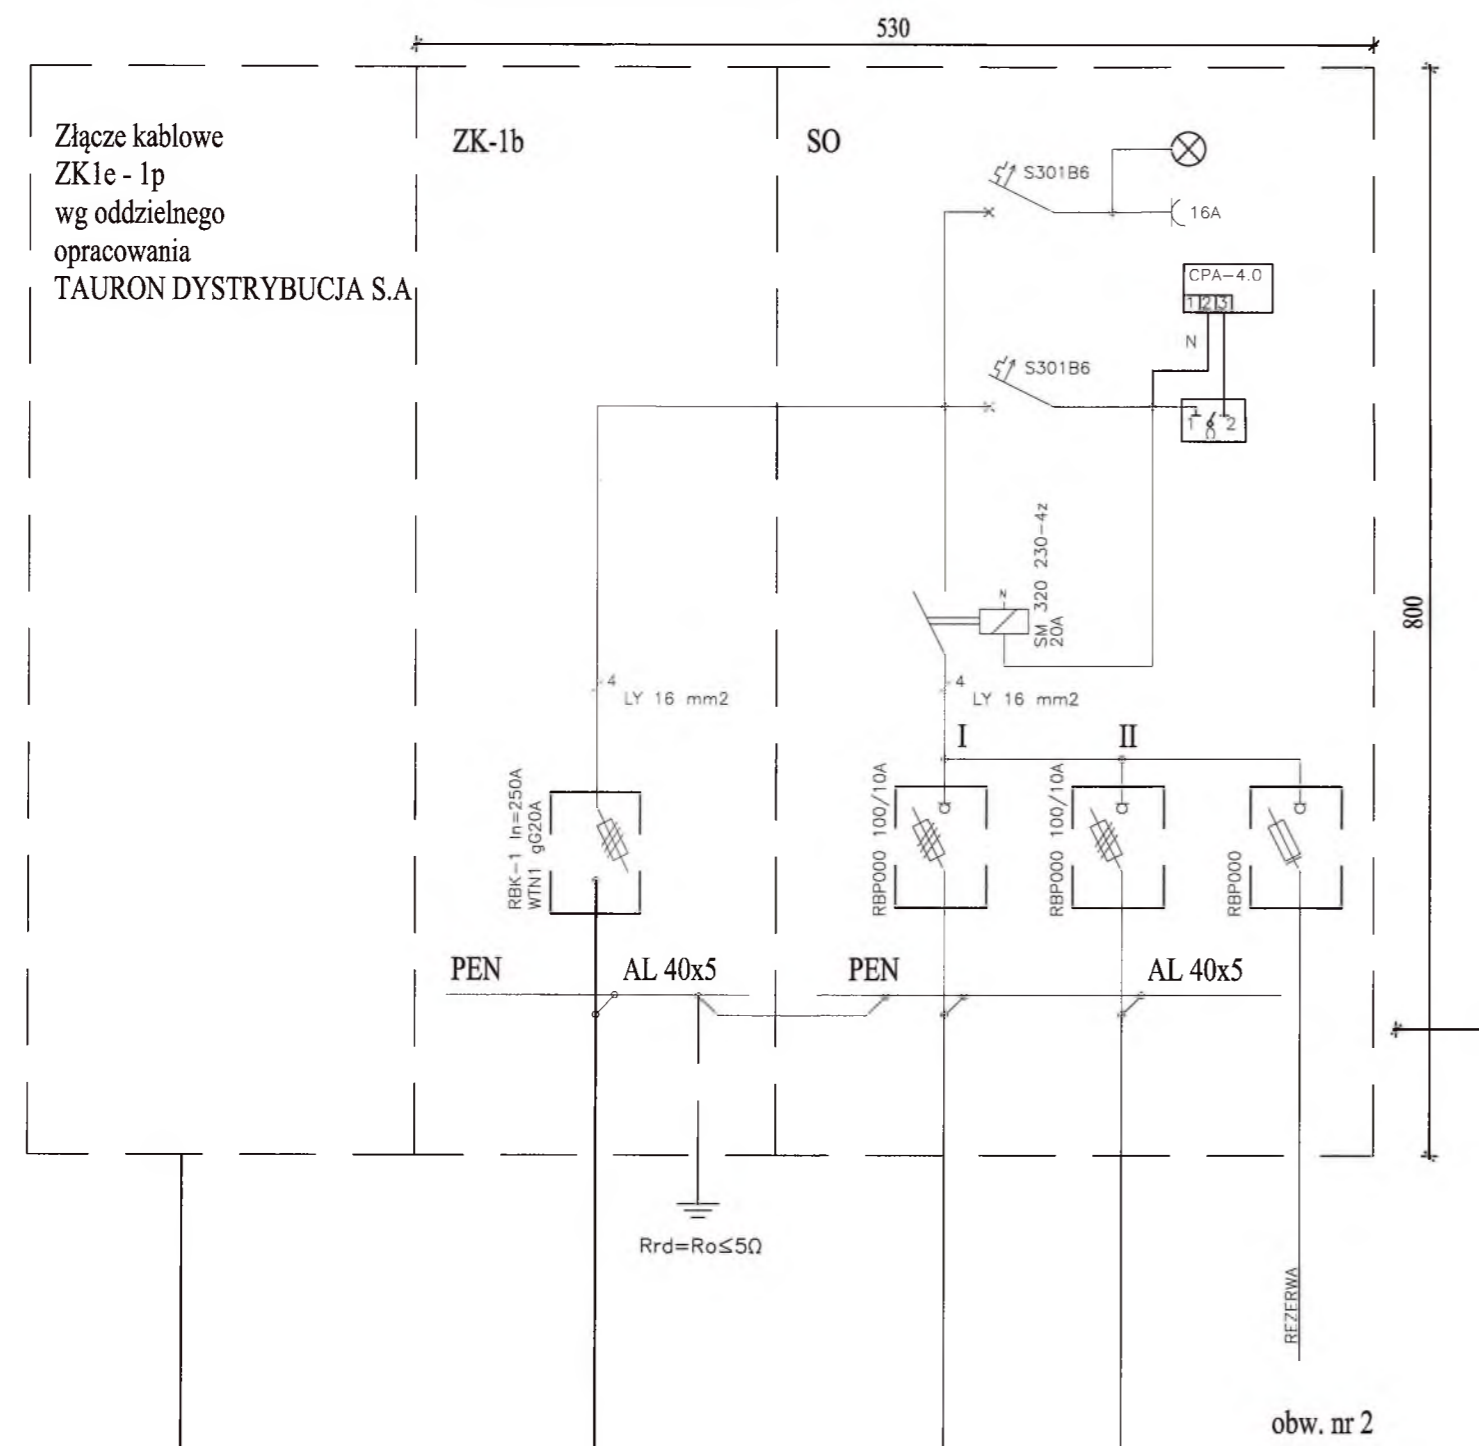 530
Złącze kablowe
ZK1e - 1p
wg oddzielnego
opracowania
TAURON DYSTRYBUCJA S.A
ZK-1b
SO
S301B6
16A
CPA-4.0
1 2 3
N
S301B6
1 2
SM 320 230-4z
20A
N
800
4
LY 16 mm2
4
LY 16 mm2
I
II
RBK-1 In=250A
WTN1 gG20A
RBP000 100/10A
RBP000 100/10A
RBP000
PEN
AL 40x5
PEN
AL 40x5
Rrd=Ro≤5Ω
REZERWA
obw. nr 2